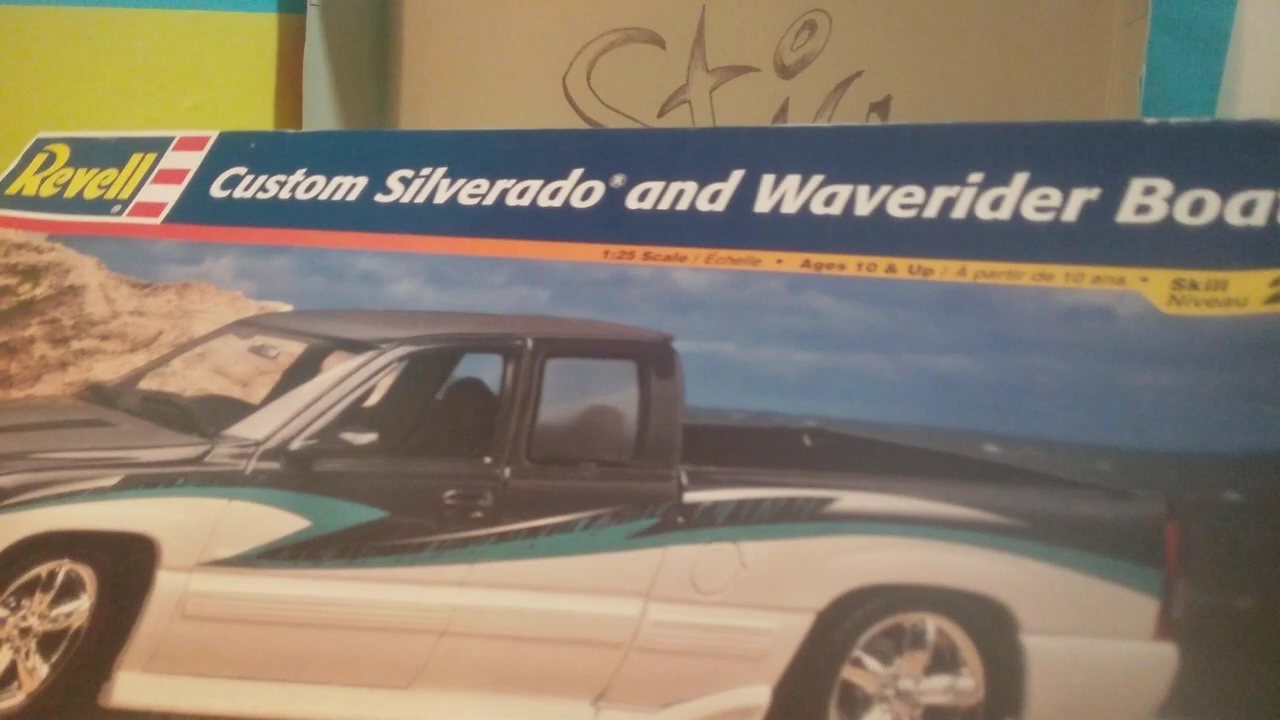 Revell
Custom Silverado® and Waverider Boa
1:25 Scale / Échelle • Ages 10 & Up / À partir de 10 ans •
Skill 2
Niveau